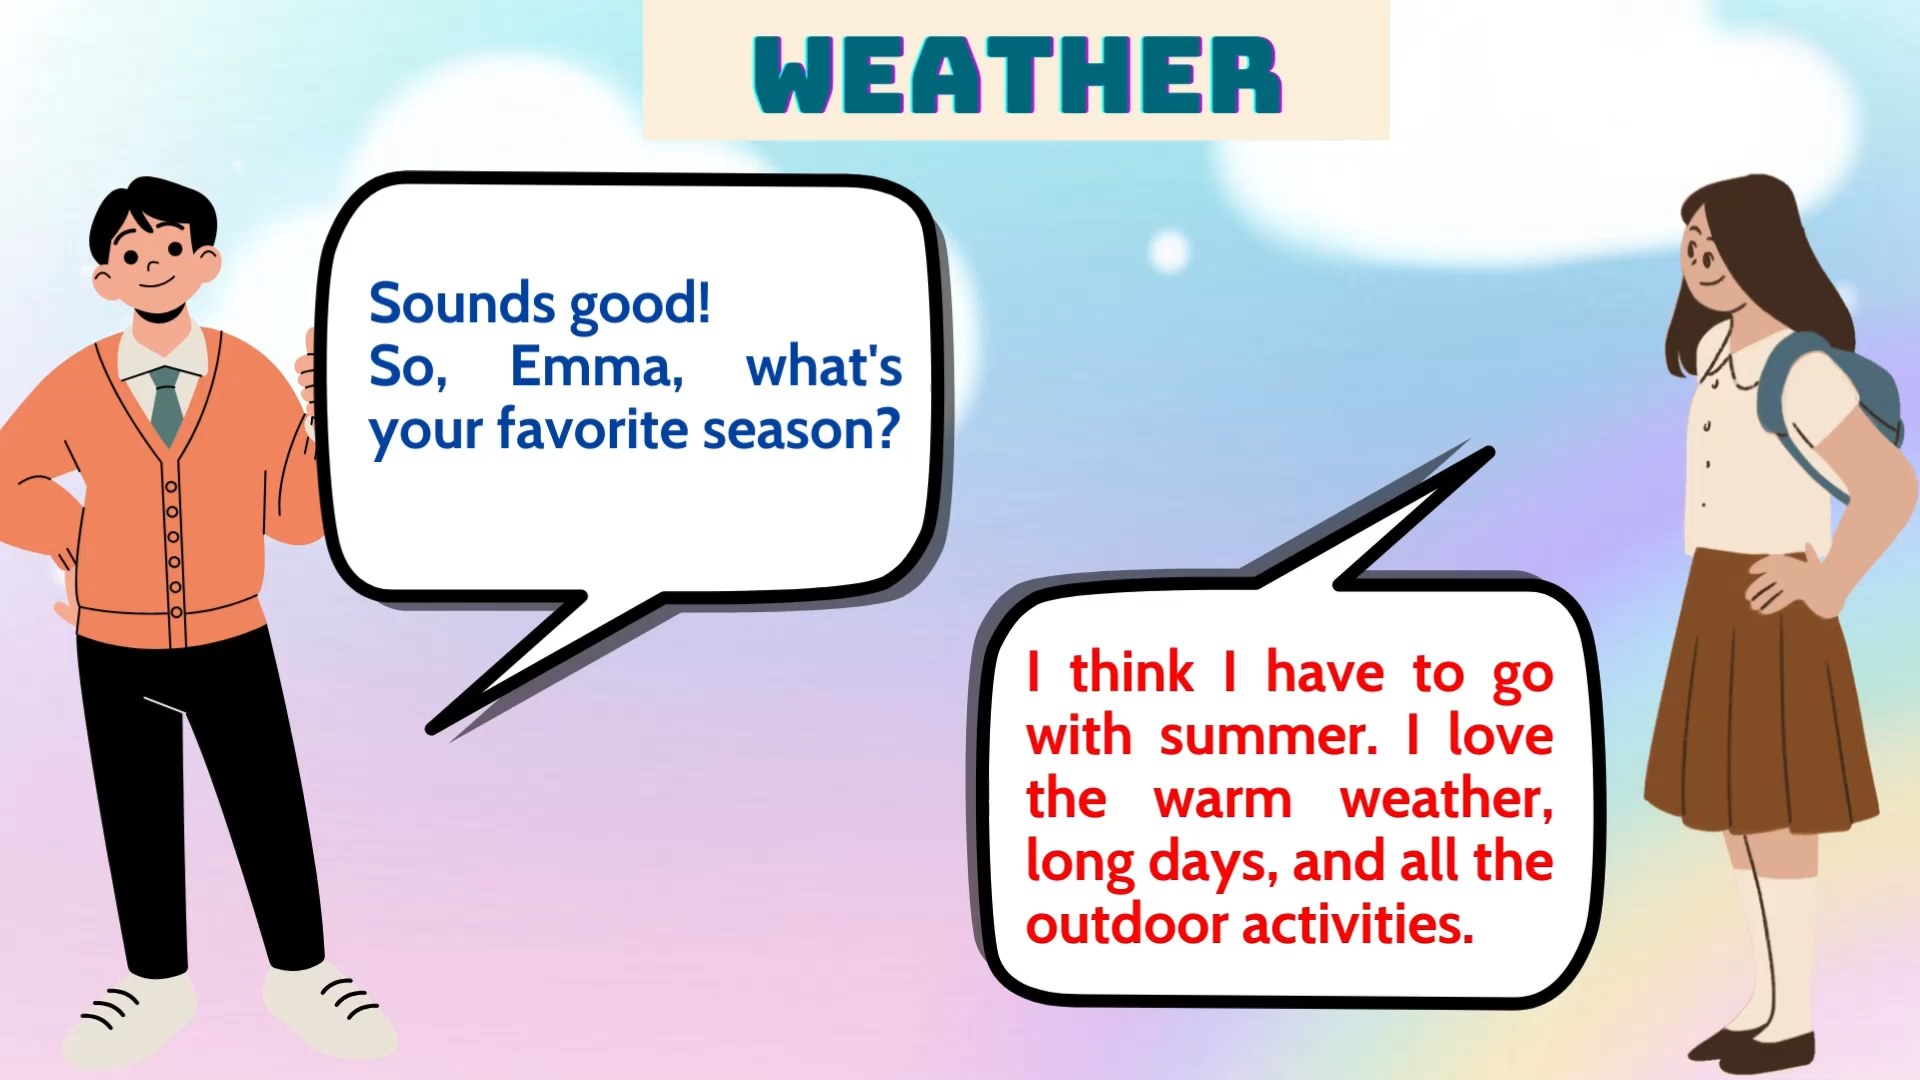 WEATHER
Sounds good!
So, Emma, what's
your favorite season?
I think I have to go
with summer. I love
the warm weather,
long days, and all the
outdoor activities.